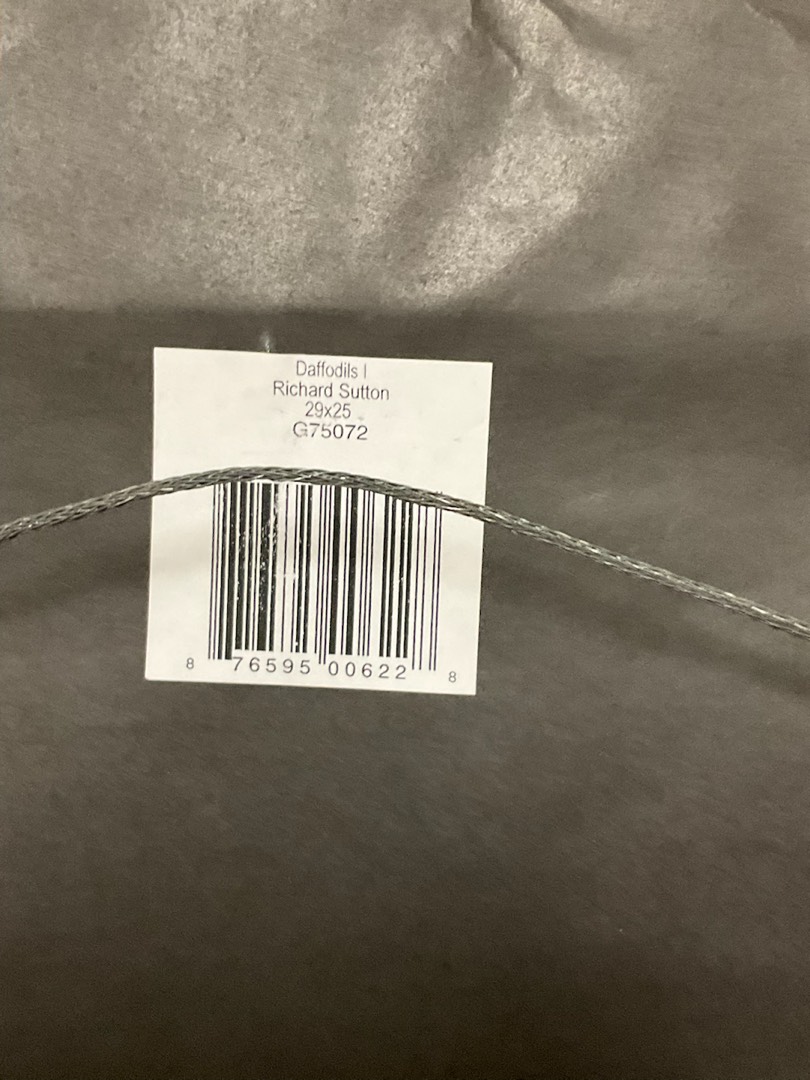 Daffodils I
Richard Sutton
29x25
G75072
8 76595 00622 8